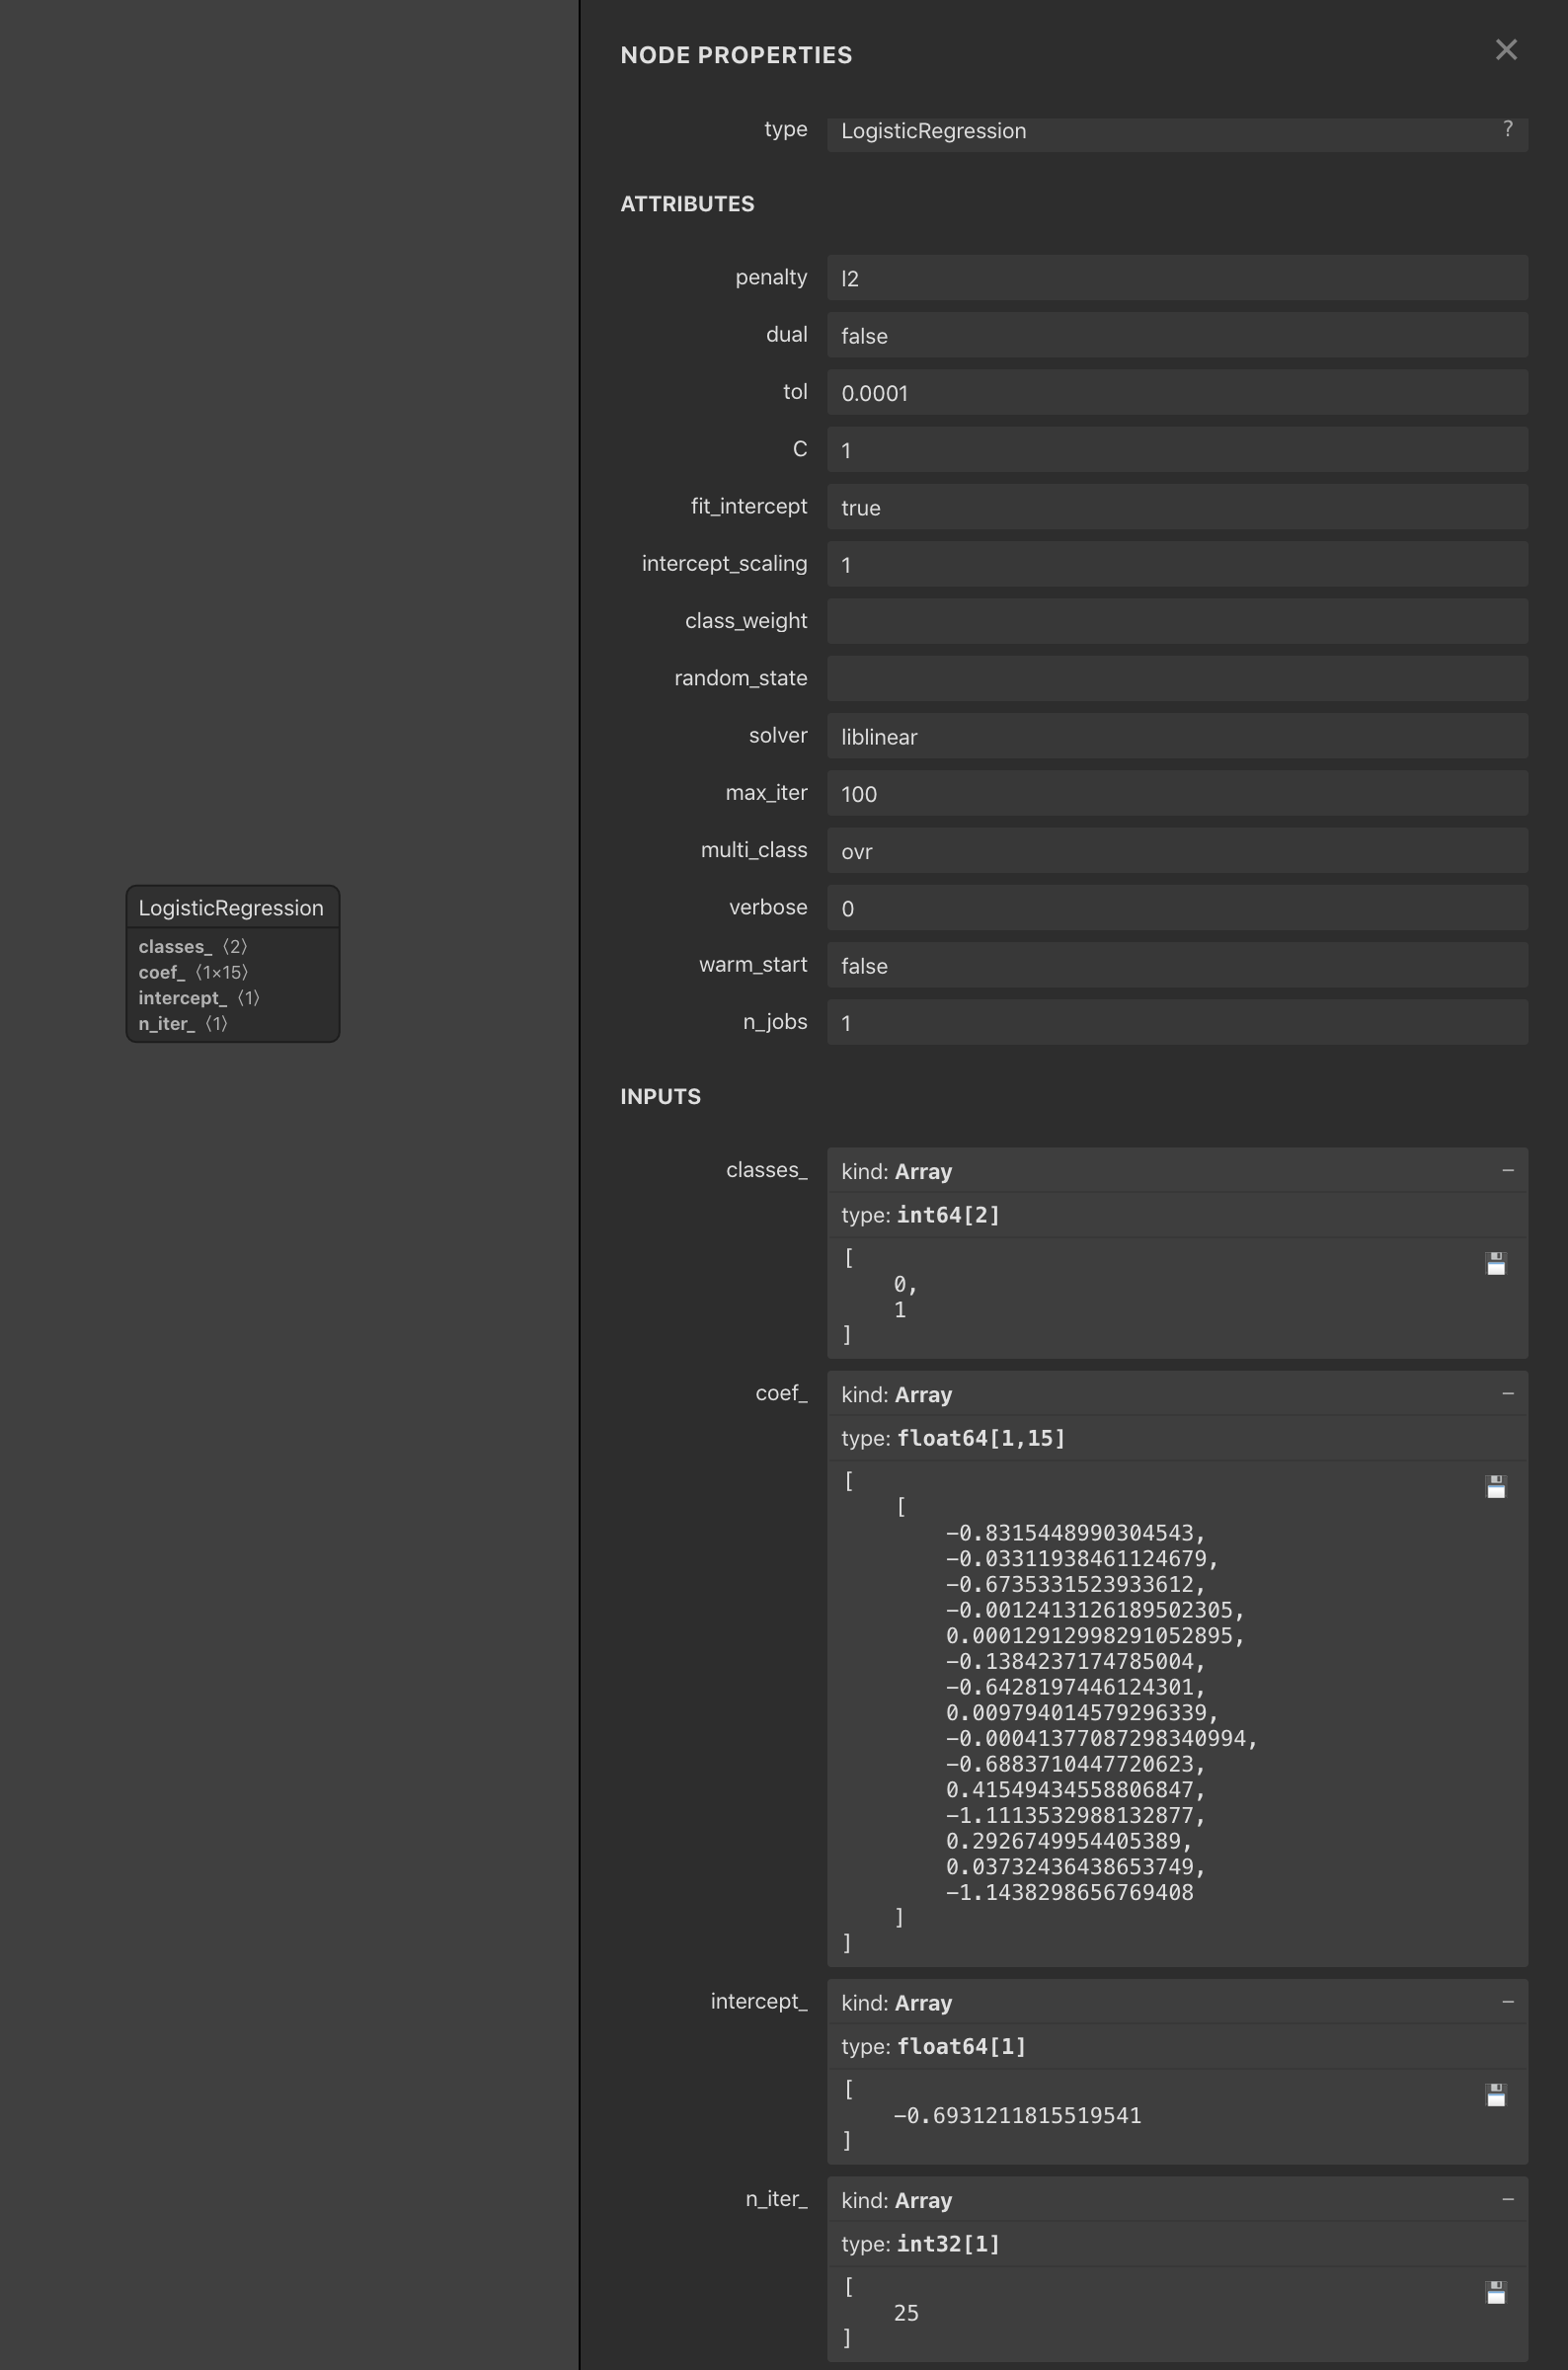 LogisticRegression
classes_ 〈2〉
coef_ 〈1×15〉
intercept_ 〈1〉
n_iter_ 〈1〉
NODE PROPERTIES ✕
type LogisticRegression ?
ATTRIBUTES
penalty l2
dual false
tol 0.0001
C 1
fit_intercept true
intercept_scaling 1
class_weight
random_state
solver liblinear
max_iter 100
multi_class ovr
verbose 0
warm_start false
n_jobs 1
INPUTS
classes_ kind: Array −
type: int64[2]
[
0,
1
]
coef_ kind: Array −
type: float64[1,15]
[
[
−0.8315448990304543,
−0.03311938461124679,
−0.6735331523933612,
−0.0012413126189502305,
0.00012912998291052895,
−0.1384237174785004,
−0.6428197446124301,
0.009794014579296339,
−0.00041377087298340994,
−0.6883710447720623,
0.41549434558806847,
−1.1113532988132877,
0.2926749954405389,
0.03732436438653749,
−1.1438298656769408
]
]
intercept_ kind: Array −
type: float64[1]
[
−0.6931211815519541
]
n_iter_ kind: Array −
type: int32[1]
[
25
]